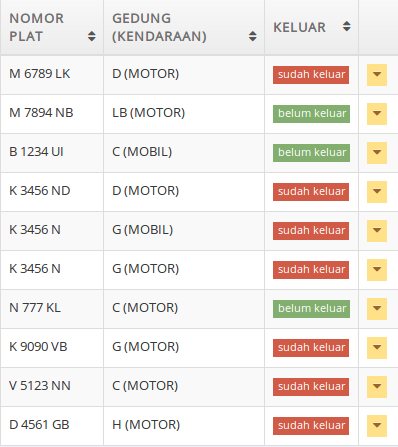 NOMOR PLAT GEDUNG (KENDARAAN) KELUAR
M 6789 LK D (MOTOR) sudah keluar
M 7894 NB LB (MOTOR) belum keluar
B 1234 UI C (MOBIL) belum keluar
K 3456 ND D (MOTOR) sudah keluar
K 3456 N G (MOBIL) sudah keluar
K 3456 N G (MOTOR) sudah keluar
N 777 KL C (MOTOR) belum keluar
K 9090 VB G (MOTOR) sudah keluar
V 5123 NN C (MOTOR) sudah keluar
D 4561 GB H (MOTOR) sudah keluar